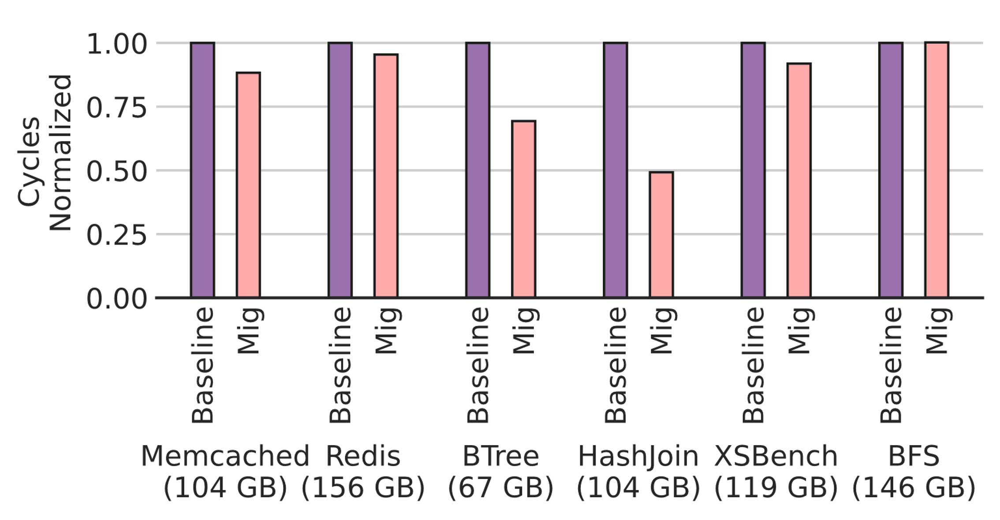 Cycles
Normalized
1.00
0.75
0.50
0.25
0.00
Baseline
Mig
Baseline
Mig
Baseline
Mig
Baseline
Mig
Baseline
Mig
Baseline
Mig
Memcached
(104 GB)
Redis
(156 GB)
BTree
(67 GB)
HashJoin
(104 GB)
XSBench
(119 GB)
BFS
(146 GB)